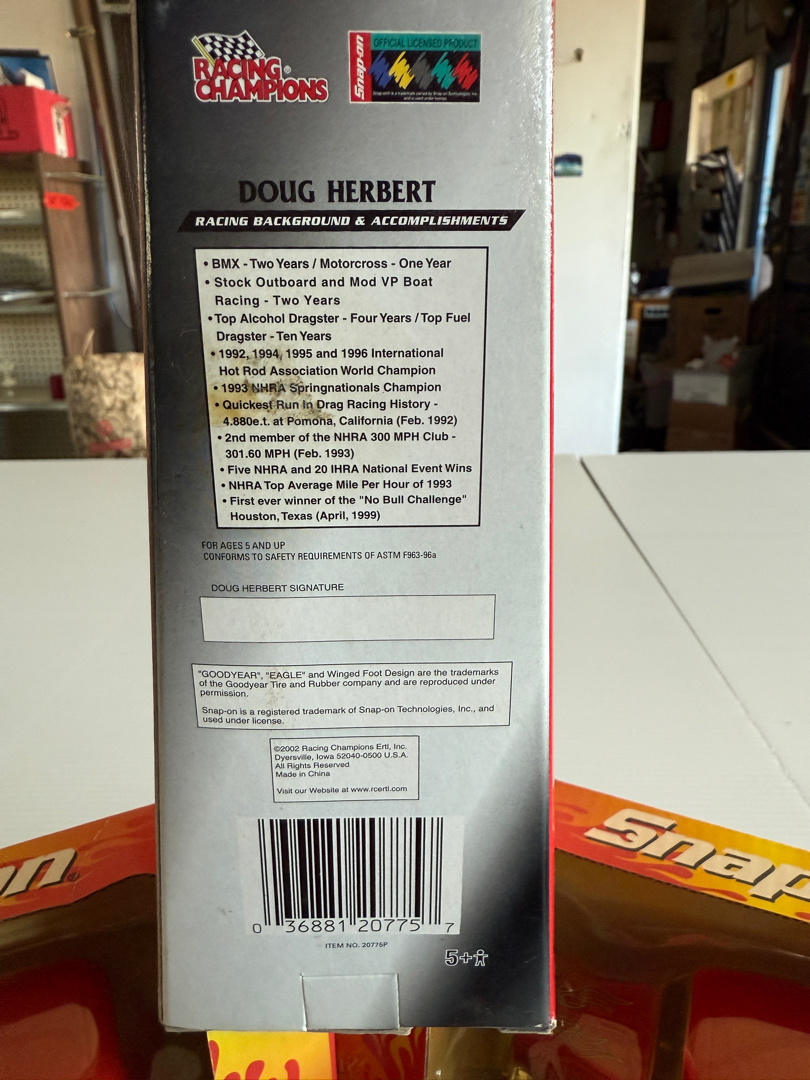 RACING®
CHAMPIONS
Snap-on
OFFICIAL LICENSED PRODUCT
DOUG HERBERT
RACING BACKGROUND & ACCOMPLISHMENTS
• BMX - Two Years / Motorcross - One Year
• Stock Outboard and Mod VP Boat
Racing - Two Years
• Top Alcohol Dragster - Four Years / Top Fuel
Dragster - Ten Years
• 1992, 1994, 1995 and 1996 International
Hot Rod Association World Champion
• 1993 NHRA Springnationals Champion
• Quickest Run In Drag Racing History -
4.880e.t. at Pomona, California (Feb. 1992)
• 2nd member of the NHRA 300 MPH Club -
301.60 MPH (Feb. 1993)
• Five NHRA and 20 IHRA National Event Wins
• NHRA Top Average Mile Per Hour of 1993
• First ever winner of the "No Bull Challenge"
Houston, Texas (April, 1999)
FOR AGES 5 AND UP
CONFORMS TO SAFETY REQUIREMENTS OF ASTM F963-96a
DOUG HERBERT SIGNATURE
"GOODYEAR", "EAGLE" and Winged Foot Design are the trademarks
of the Goodyear Tire and Rubber company and are reproduced under
permission.
Snap-on is a registered trademark of Snap-on Technologies, Inc., and
used under license.
©2002 Racing Champions Ertl, Inc.
Dyersville, Iowa 52040-0500 U.S.A.
All Rights Reserved
Made in China
Visit our Website at www.rcertl.com
on®
Snap
0 36881 20775 7
ITEM NO. 20775P
5+